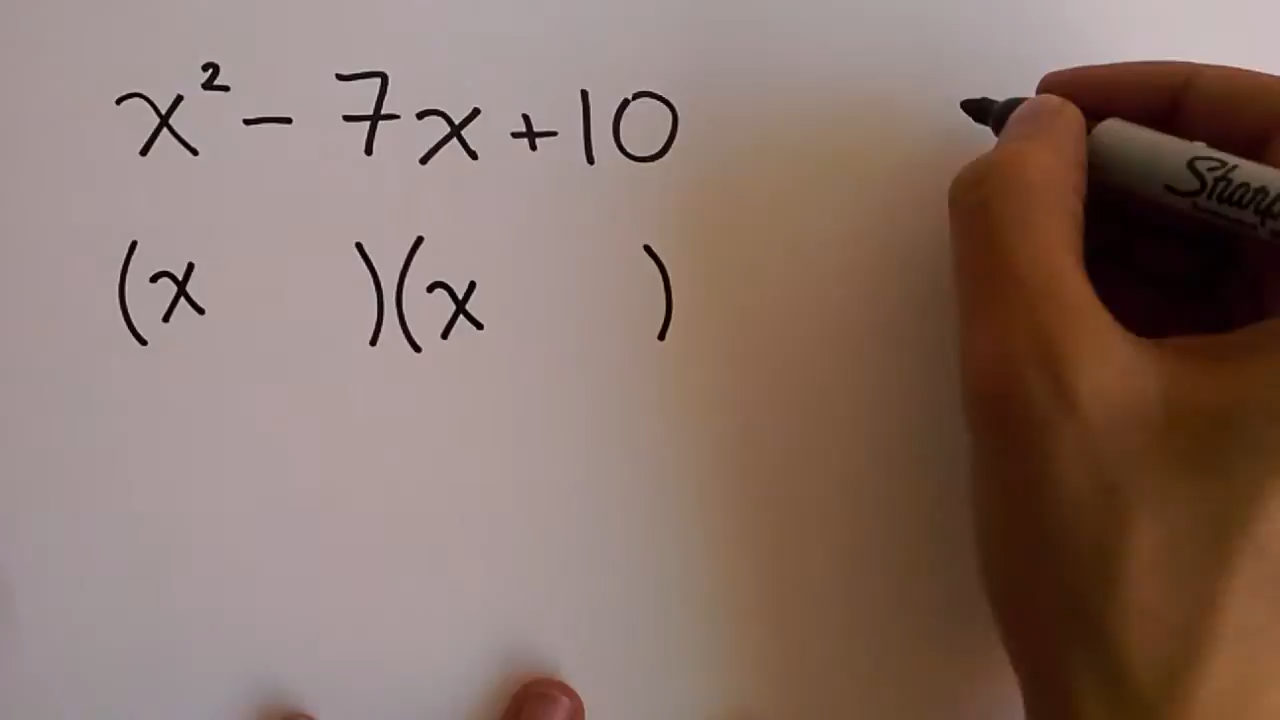 x² - 7x + 10
(x )(x )